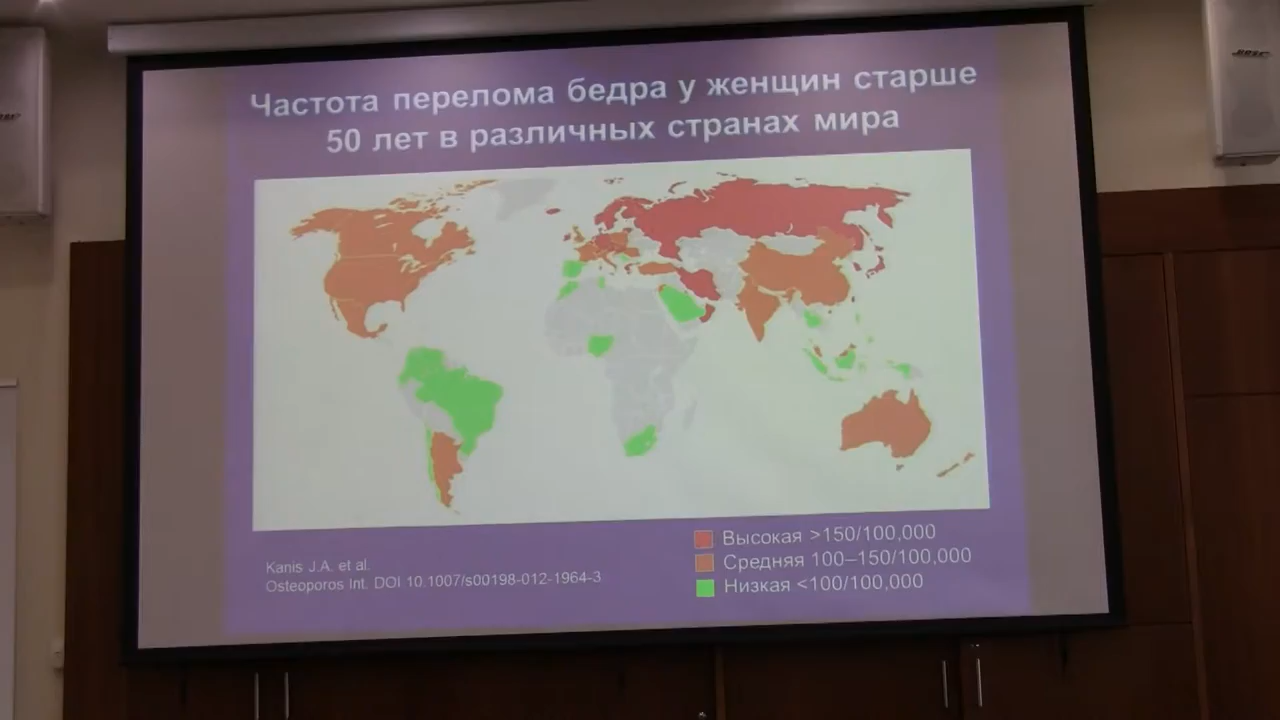 Частота перелома бедра у женщин старше
50 лет в различных странах мира
Kanis J.A. et al.
Osteoporos Int. DOI 10.1007/s00198-012-1964-3
Высокая >150/100,000
Средняя 100–150/100,000
Низкая <100/100,000
BOSE